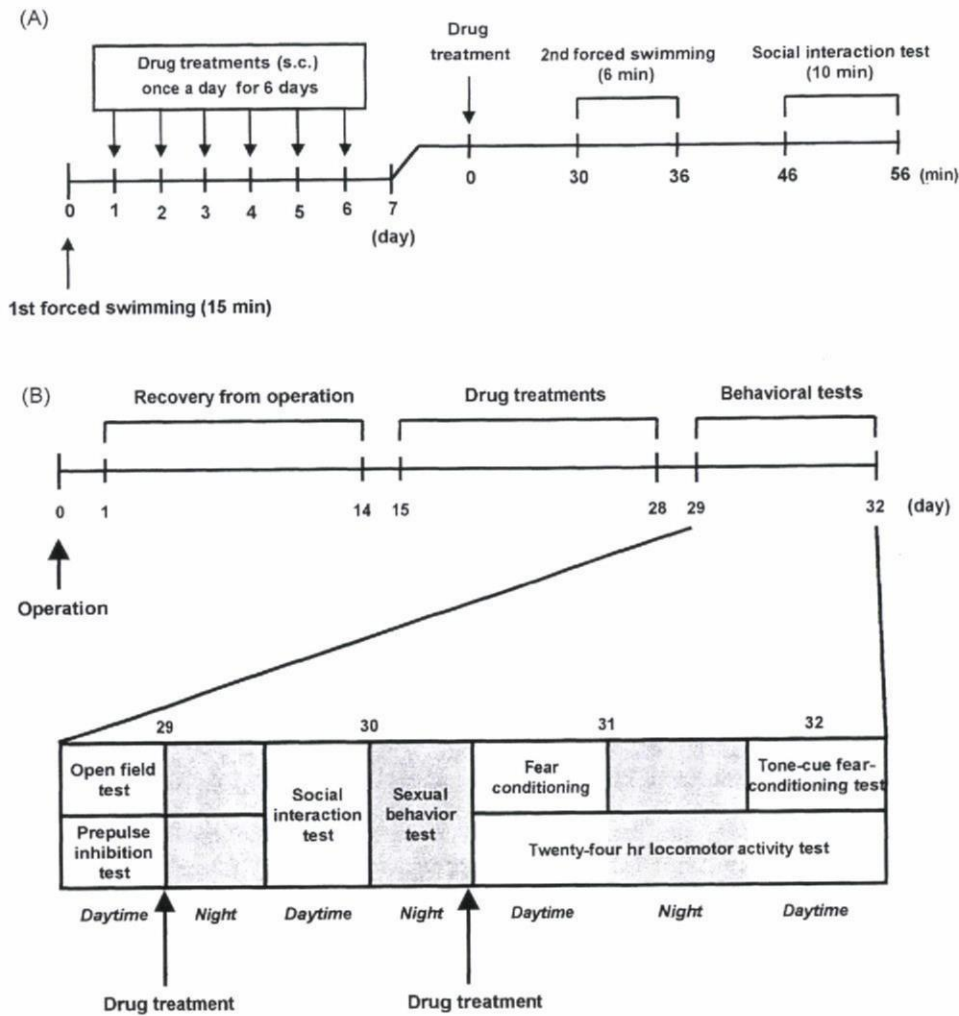 (A)
Drug treatments (s.c.)
once a day for 6 days
Drug
treatment
2nd forced swimming
(6 min)
Social interaction test
(10 min)
0 1 2 3 4 5 6 7
(day)
0 30 36 46 56 (min)
1st forced swimming (15 min)
(B)
Recovery from operation
Drug treatments
Behavioral tests
0 1 14 15 28 29 32 (day)
Operation
29 30 31 32
Open field
test
Prepulse
inhibition
test
Social
interaction
test
Sexual
behavior
test
Fear
conditioning
Tone-cue fear-
conditioning test
Twenty-four hr locomotor activity test
Daytime Night Daytime Night Daytime Night Daytime
Drug treatment
Drug treatment